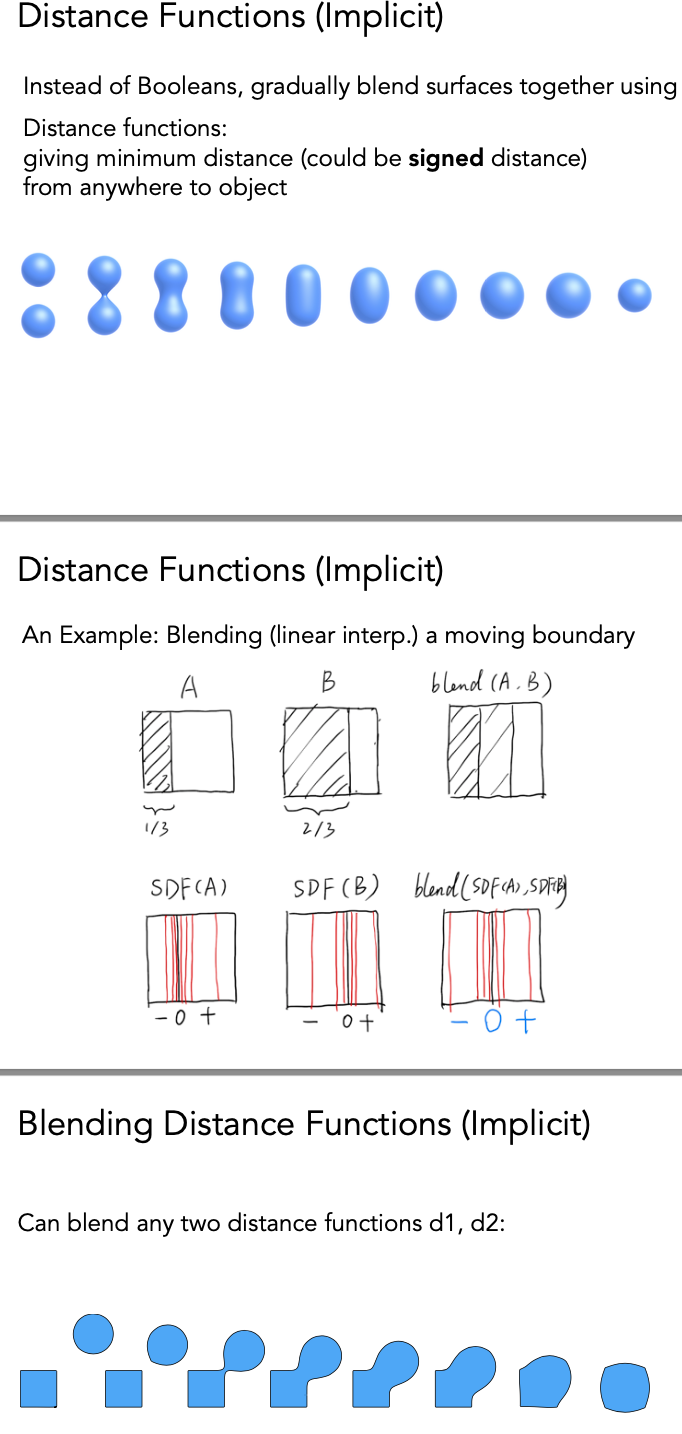 Distance Functions (Implicit)
Instead of Booleans, gradually blend surfaces together using
Distance functions:
giving minimum distance (could be signed distance)
from anywhere to object
Distance Functions (Implicit)
An Example: Blending (linear interp.) a moving boundary
A B blend (A.B)
1/3 2/3
SDF(A) SDF(B) blend(SDF(A),SDF(B))
- 0 + - 0 + - 0 +
Blending Distance Functions (Implicit)
Can blend any two distance functions d1, d2: